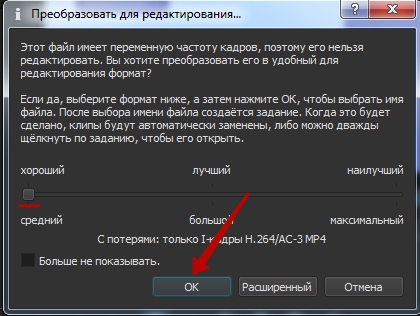 Преобразовать для редактирования...
Этот файл имеет переменную частоту кадров, поэтому его нельзя
редактировать. Вы хотите преобразовать его в удобный для
редактирования формат?
Если да, выберите формат ниже, а затем нажмите ОК, чтобы выбрать имя
файла. После выбора имени файла создаётся задание. Когда это будет
сделано, клипы будут автоматически заменены, либо можно дважды
щёлкнуть по заданию, чтобы его открыть.
хороший лучший наилучший
средний большой максимальный
С потерями: только I-кадры H.264/AC-3 MP4
Больше не показывать.
ОК Расширенный Отмена